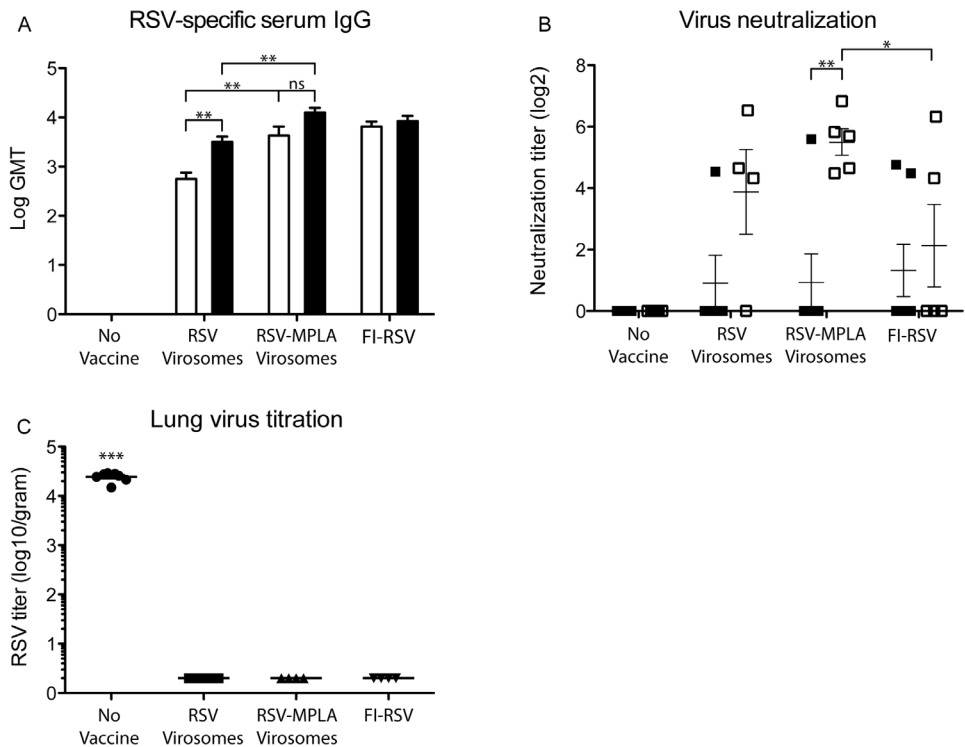 A
RSV-specific serum IgG
Log GMT
5
4
3
2
1
0
**
**
**
ns
No
Vaccine
RSV
Virosomes
RSV-MPLA
Virosomes
FI-RSV
B
Virus neutralization
Neutralization titer (log2)
8
6
4
2
0
**
*
No
Vaccine
RSV
Virosomes
RSV-MPLA
Virosomes
FI-RSV
C
Lung virus titration
RSV titer (log10/gram)
5
4
3
2
1
0
***
No
Vaccine
RSV
Virosomes
RSV-MPLA
Virosomes
FI-RSV